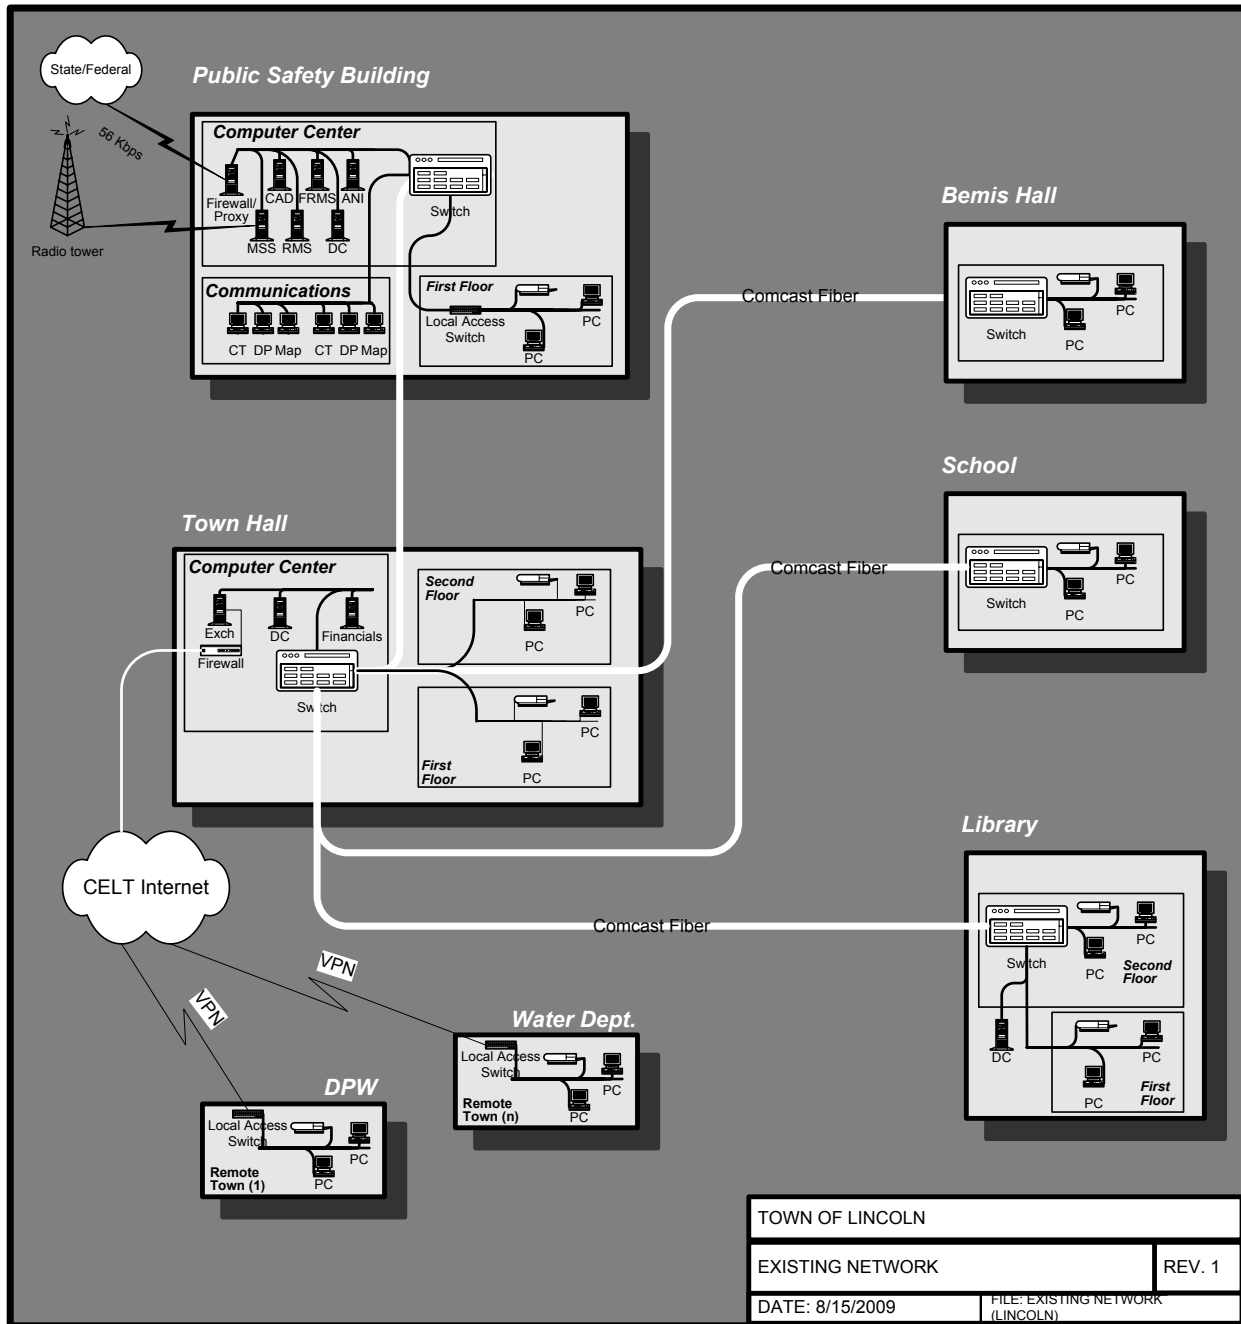 State/Federal
56 Kbps
Radio tower
Public Safety Building
Computer Center
Firewall/
Proxy
CAD
FRMS
ANI
Switch
MSS
RMS
DC
Communications
CT
DP
Map
CT
DP
Map
First Floor
Local Access
Switch
PC
PC
Bemis Hall
Comcast Fiber
Switch
PC
PC
School
Comcast Fiber
Switch
PC
PC
Town Hall
Computer Center
Exch
DC
Financials
Firewall
Switch
Second
Floor
PC
PC
First
Floor
PC
PC
CELT Internet
VPN
VPN
Library
Comcast Fiber
Switch
PC
PC
Second
Floor
DC
PC
PC
First
Floor
Water Dept.
Local Access
Switch
Remote
Town (n)
PC
PC
DPW
Local Access
Switch
Remote
Town (1)
PC
PC
TOWN OF LINCOLN
EXISTING NETWORK
REV. 1
DATE: 8/15/2009
FILE: EXISTING NETWORK
(LINCOLN)